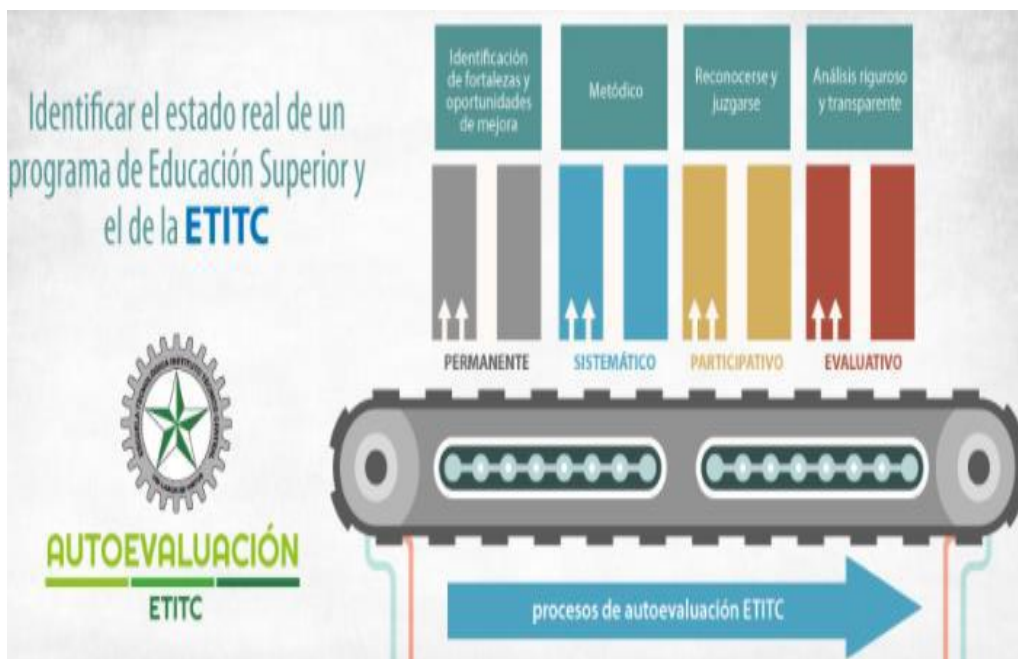 Identificar el estado real de un
programa de Educación Superior y
el de la ETITC
Identificación
de fortalezas y
oportunidades
de mejora
Metódico
Reconocerse y
juzgarse
Análisis riguroso
y transparente
PERMANENTE
SISTEMÁTICO
PARTICIPATIVO
EVALUATIVO
AUTOEVALUACIÓN
ETITC
procesos de autoevaluación ETITC